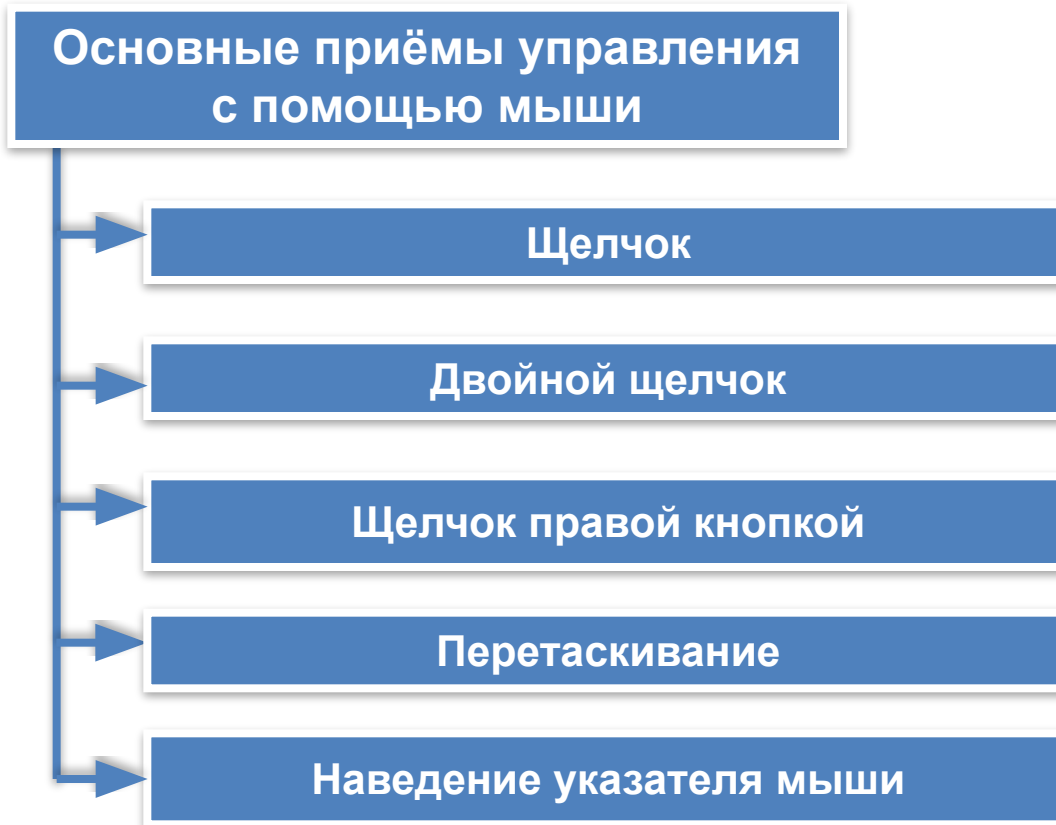 Основные приёмы управления
с помощью мыши
Щелчок
Двойной щелчок
Щелчок правой кнопкой
Перетаскивание
Наведение указателя мыши